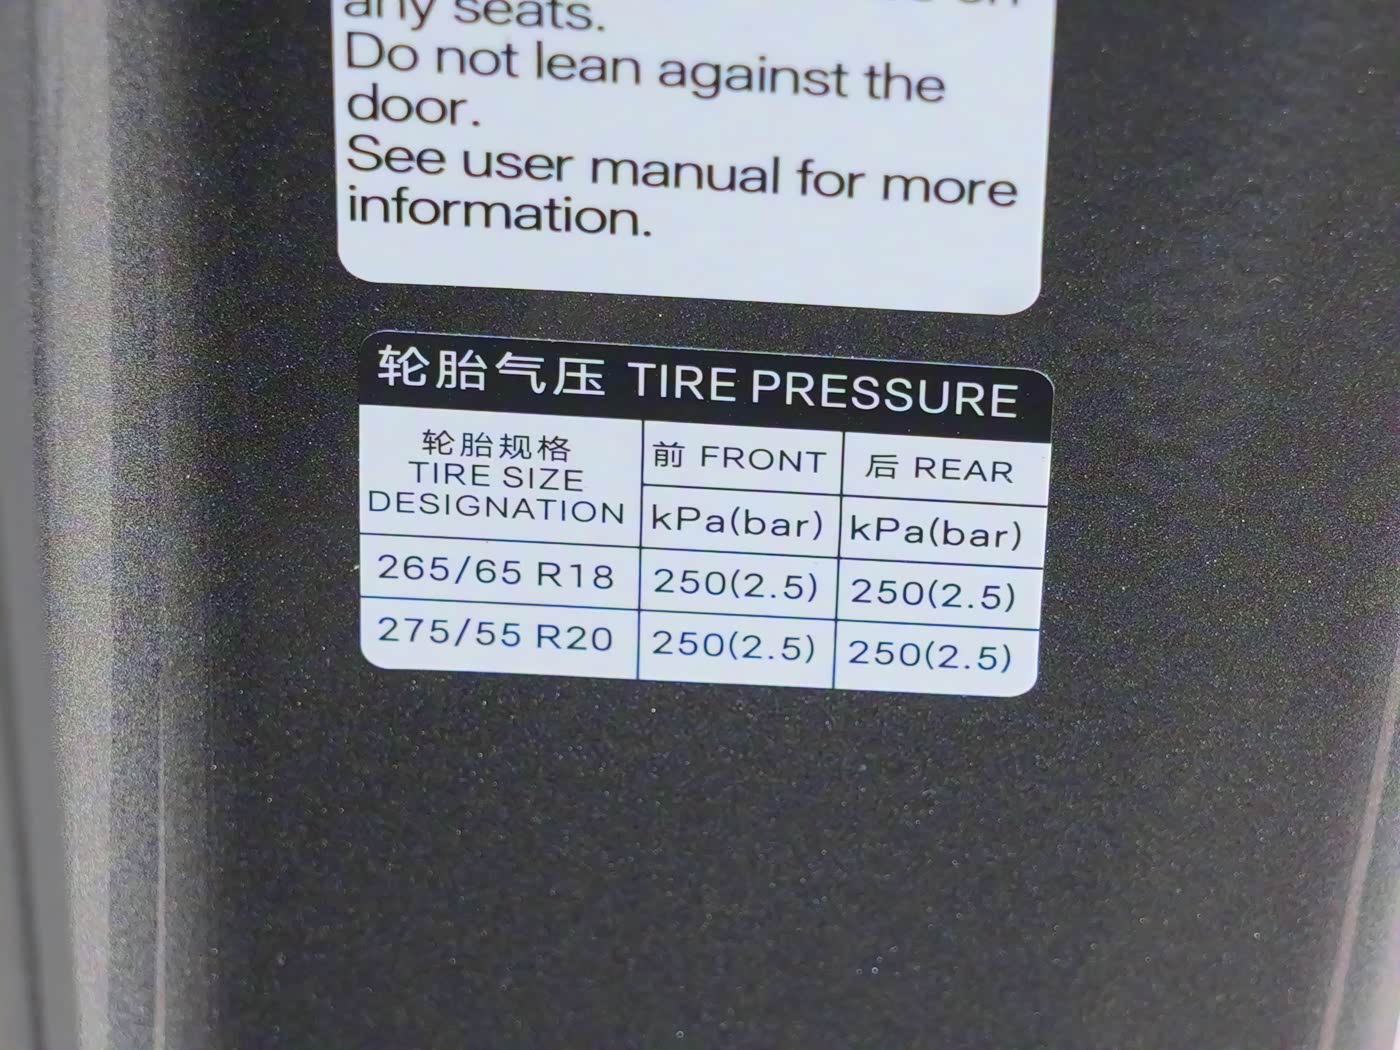 any seats.
Do not lean against the
door.
See user manual for more
information.
轮胎气压 TIRE PRESSURE
轮胎规格
TIRE SIZE
DESIGNATION
前 FRONT
后 REAR
kPa(bar)
kPa(bar)
265/65 R18
250(2.5)
250(2.5)
275/55 R20
250(2.5)
250(2.5)